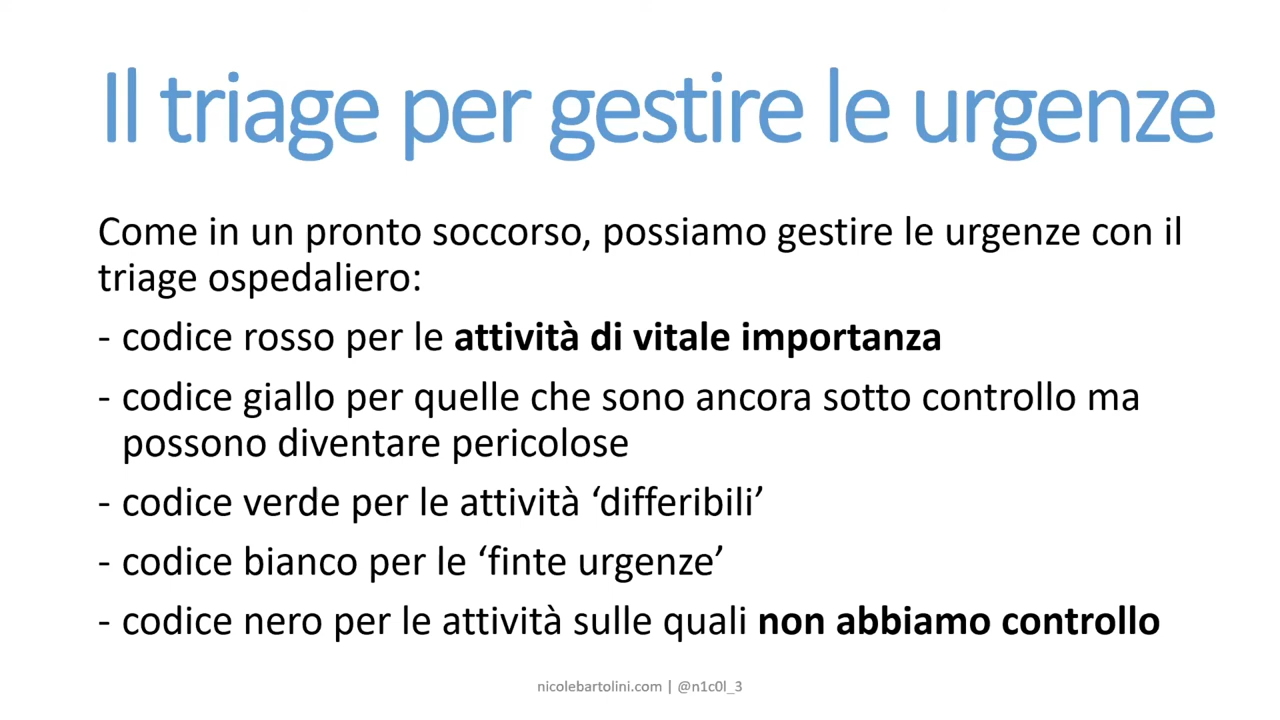 Il triage per gestire le urgenze
Come in un pronto soccorso, possiamo gestire le urgenze con il
triage ospedaliero:
- codice rosso per le attività di vitale importanza
- codice giallo per quelle che sono ancora sotto controllo ma
possono diventare pericolose
- codice verde per le attività ‘differibili’
- codice bianco per le ‘finte urgenze’
- codice nero per le attività sulle quali non abbiamo controllo
nicolebartolini.com | @n1c0l_3